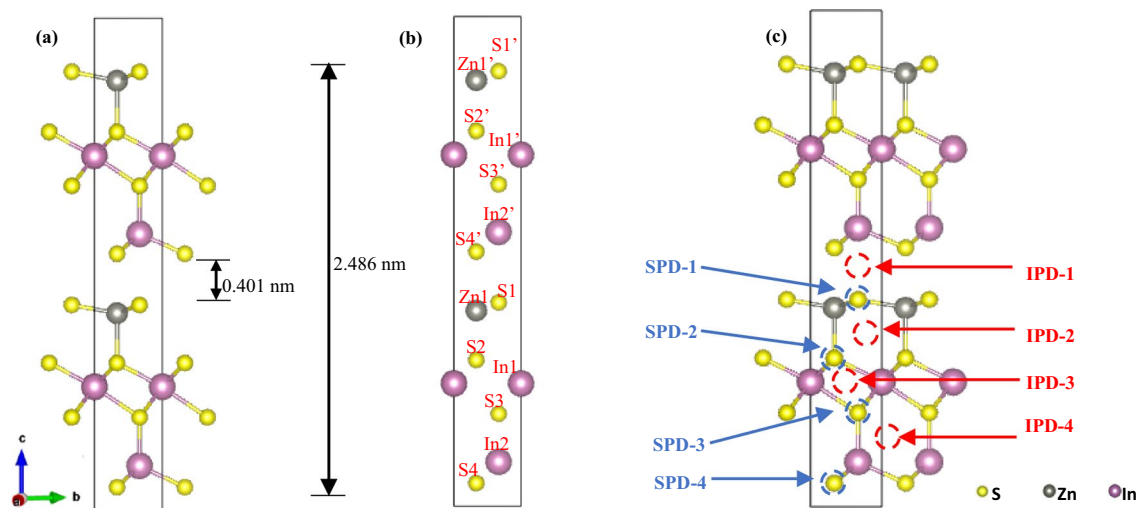 (a)
0.401 nm
2.486 nm
c
b
a
(b)
S1’
Zn1’
S2’
In1’
S3’
In2’
S4’
Zn1
S1
S2
In1
S3
In2
S4
(c)
SPD-1
SPD-2
SPD-3
SPD-4
IPD-1
IPD-2
IPD-3
IPD-4
S Zn In